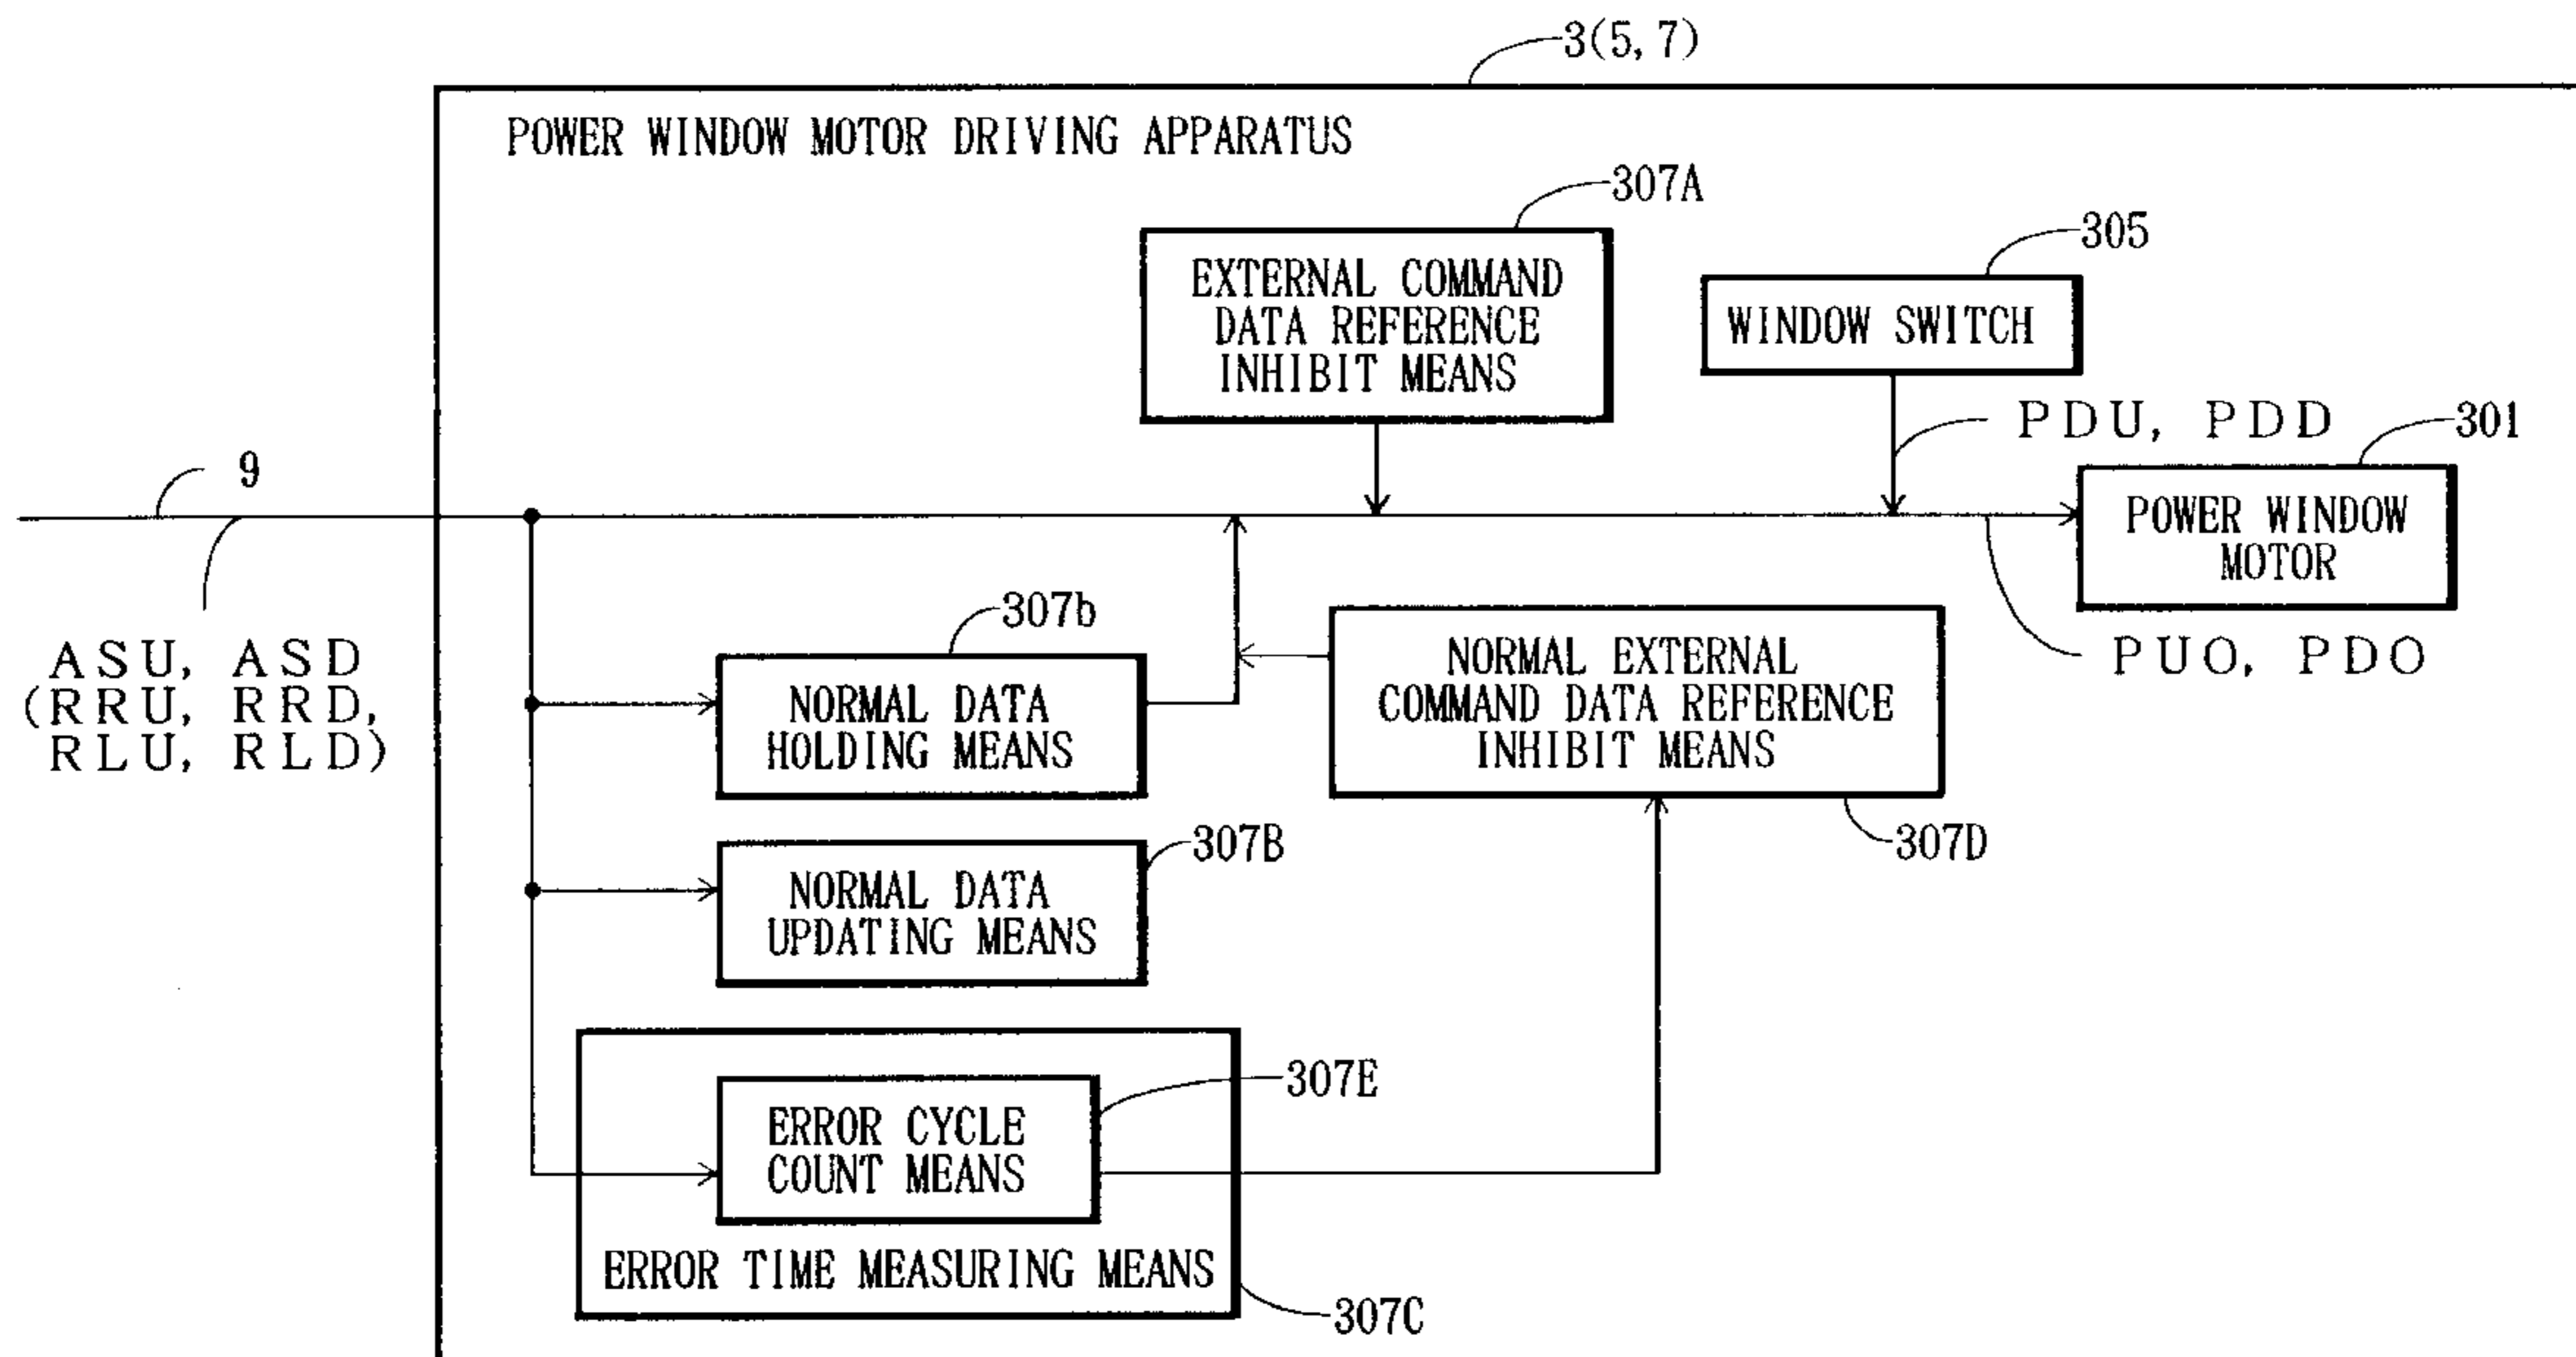 3(5, 7)
POWER WINDOW MOTOR DRIVING APPARATUS
307A
EXTERNAL COMMAND
DATA REFERENCE
INHIBIT MEANS
305
WINDOW SWITCH
PDU, PDD
301
POWER WINDOW
MOTOR
9
ASU, ASD
(RRU, RRD,
RLU, RLD)
PUO, PDO
307b
NORMAL DATA
HOLDING MEANS
NORMAL EXTERNAL
COMMAND DATA REFERENCE
INHIBIT MEANS
307D
307B
NORMAL DATA
UPDATING MEANS
307E
ERROR CYCLE
COUNT MEANS
ERROR TIME MEASURING MEANS
307C